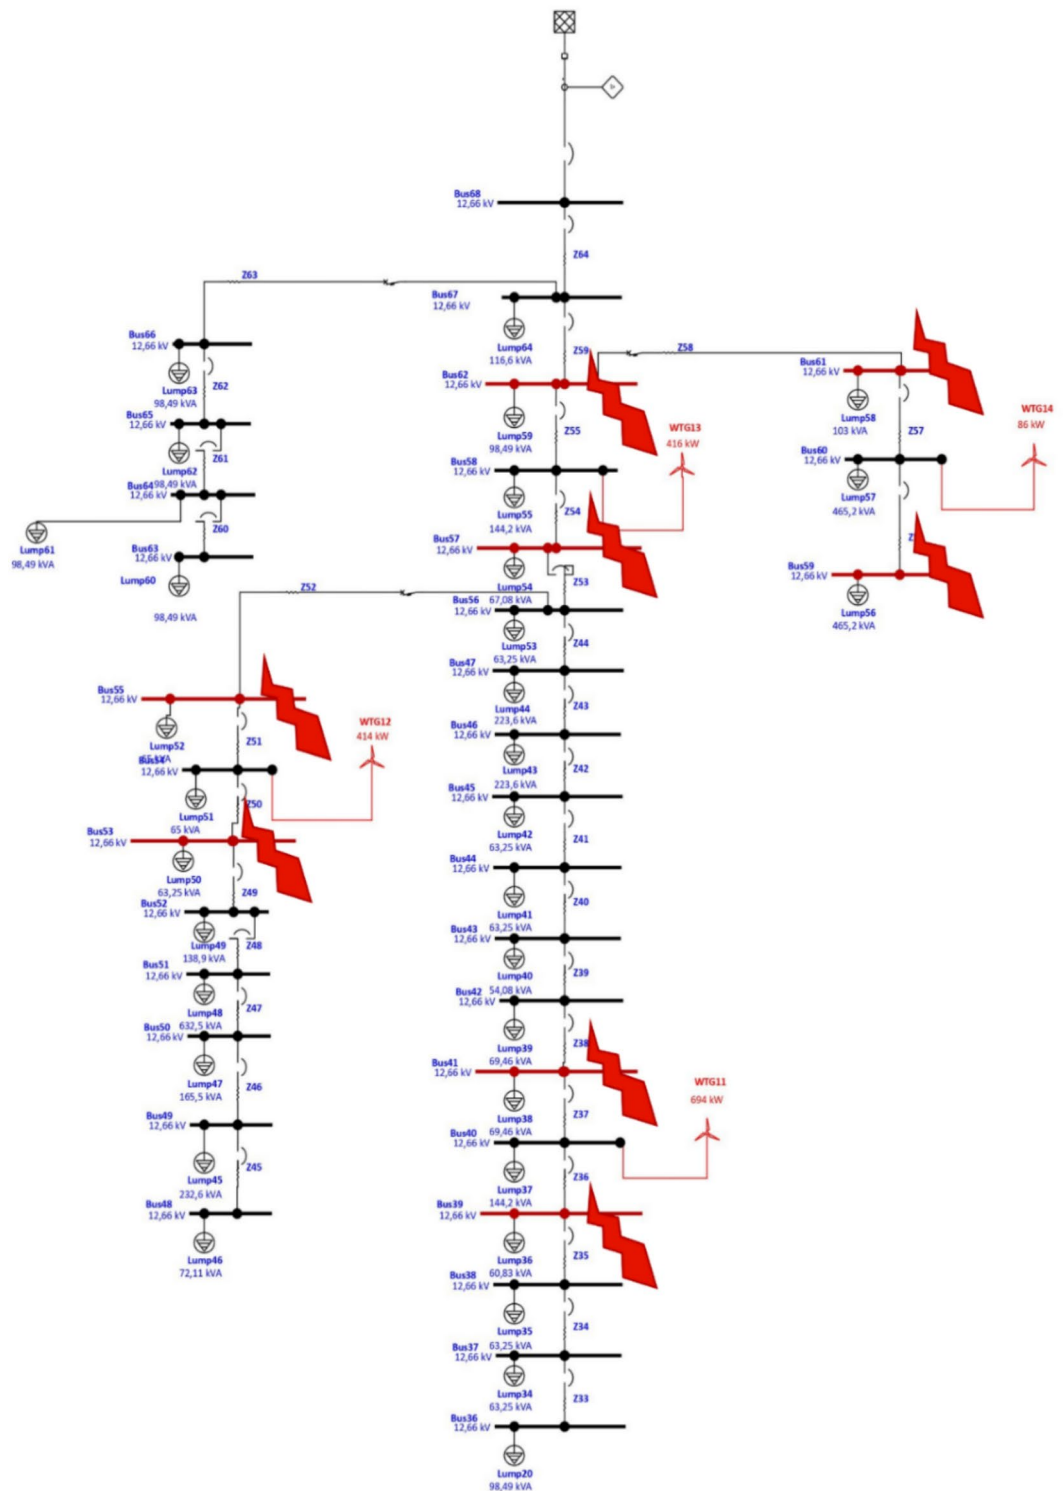 Bus68
12,66 kV
Z64
Z63
Bus67
12,66 kV
Lump64
116,6 kVA
Z59
Bus66
12,66 kV
Lump63
98,49 kVA
Z62
Bus65
12,66 kV
Lump62
98,49 kVA
Z61
Bus64
12,66 kV
Lump61
98,49 kVA
Z60
Bus63
12,66 kV
Lump60
98,49 kVA
Bus62
12,66 kV
Lump59
98,49 kVA
Z55
Z58
Bus61
12,66 kV
Lump58
103 kVA
Z57
WTG14
86 kW
Bus60
12,66 kV
Lump57
465,2 kVA
Bus59
12,66 kV
Lump56
465,2 kVA
WTG13
416 kW
Bus58
12,66 kV
Lump55
144,2 kVA
Z54
Bus57
12,66 kV
Lump54
67,08 kVA
Z53
Z52
Bus56
12,66 kV
Lump53
63,25 kVA
Z44
Bus47
12,66 kV
Lump44
223,6 kVA
Z43
Bus46
12,66 kV
Lump43
223,6 kVA
Z42
Bus45
12,66 kV
Lump42
63,25 kVA
Z41
Bus44
12,66 kV
Lump41
63,25 kVA
Z40
Bus43
12,66 kV
Lump40
54,08 kVA
Z39
Bus42
12,66 kV
Lump39
69,46 kVA
Z38
Bus41
12,66 kV
Lump38
69,46 kVA
Z37
WTG11
694 kW
Bus40
12,66 kV
Lump37
144,2 kVA
Z36
Bus39
12,66 kV
Lump36
60,83 kVA
Z35
Bus38
12,66 kV
Lump35
63,25 kVA
Z34
Bus37
12,66 kV
Lump34
63,25 kVA
Z33
Bus36
12,66 kV
Lump20
98,49 kVA
Bus55
12,66 kV
Lump52
Z51
WTG12
414 kW
12,66 kV
Lump51
65 kVA
Z50
Bus53
12,66 kV
Lump50
63,25 kVA
Z49
Bus52
12,66 kV
Lump49
138,9 kVA
Z48
Bus51
12,66 kV
Lump48
632,5 kVA
Z47
Bus50
12,66 kV
Lump47
165,5 kVA
Z46
Bus49
12,66 kV
Lump45
232,6 kVA
Z45
Bus48
12,66 kV
Lump46
72,11 kVA